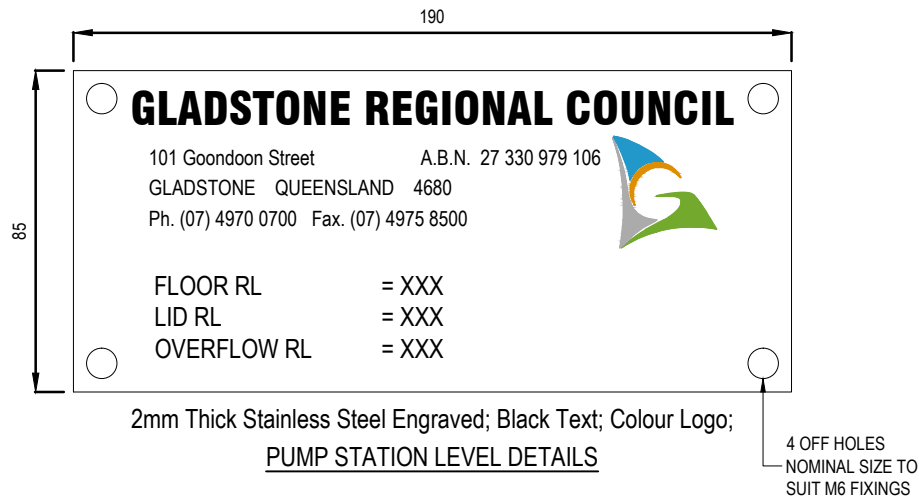 190
85
GLADSTONE REGIONAL COUNCIL
101 Goondoon Street A.B.N. 27 330 979 106
GLADSTONE QUEENSLAND 4680
Ph. (07) 4970 0700 Fax. (07) 4975 8500
FLOOR RL = XXX
LID RL = XXX
OVERFLOW RL = XXX
2mm Thick Stainless Steel Engraved; Black Text; Colour Logo;
PUMP STATION LEVEL DETAILS
4 OFF HOLES
NOMINAL SIZE TO
SUIT M6 FIXINGS